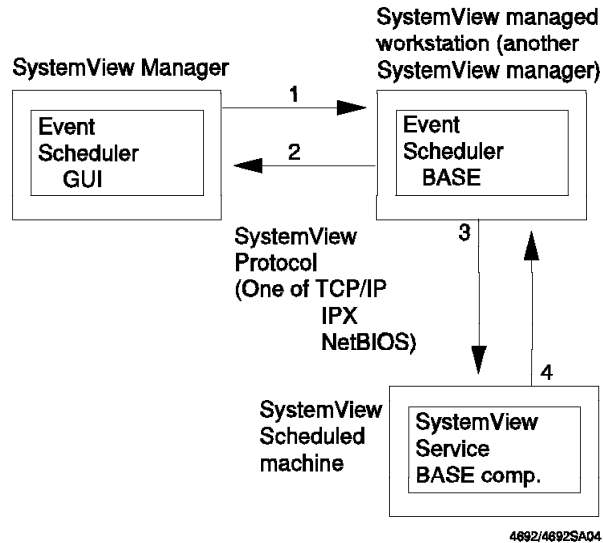 SystemView managed
workstation (another
SystemView manager)
SystemView Manager
1
Event
Scheduler
GUI
2
Event
Scheduler
BASE
3
SystemView
Protocol
(One of TCP/IP
IPX
NetBIOS)
4
SystemView
Scheduled
machine
SystemView
Service
BASE comp.
4692/4692SA04